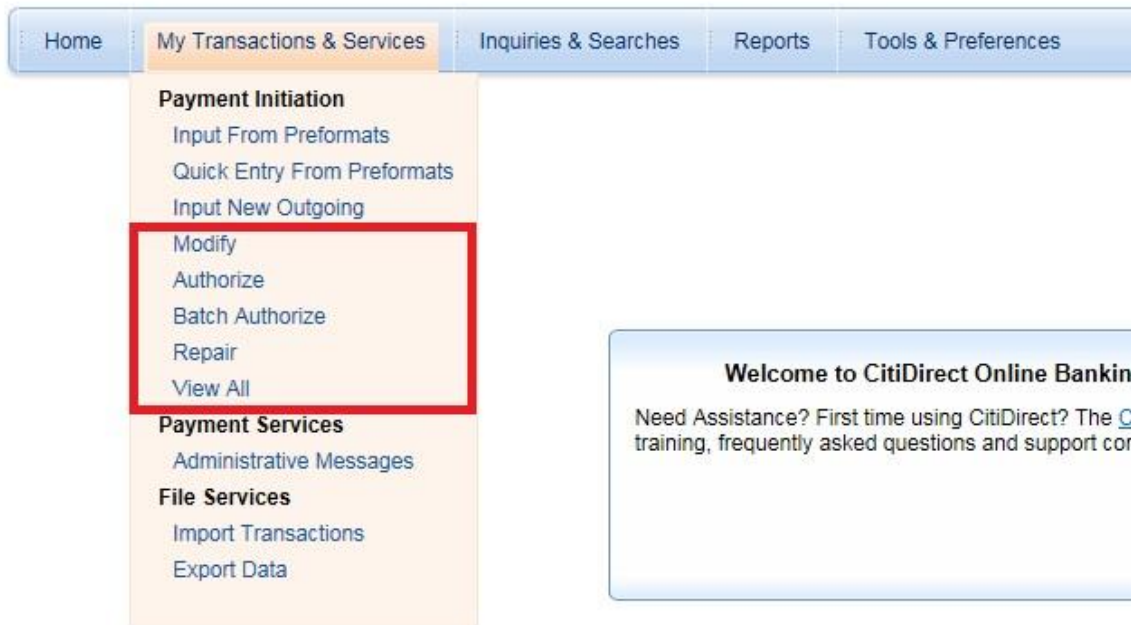 Home My Transactions & Services Inquiries & Searches Reports Tools & Preferences
Payment Initiation
Input From Preformats
Quick Entry From Preformats
Input New Outgoing
Modify
Authorize
Batch Authorize
Repair
View All
Payment Services
Administrative Messages
File Services
Import Transactions
Export Data
Welcome to CitiDirect Online Bankin
Need Assistance? First time using CitiDirect? The C
training, frequently asked questions and support cor